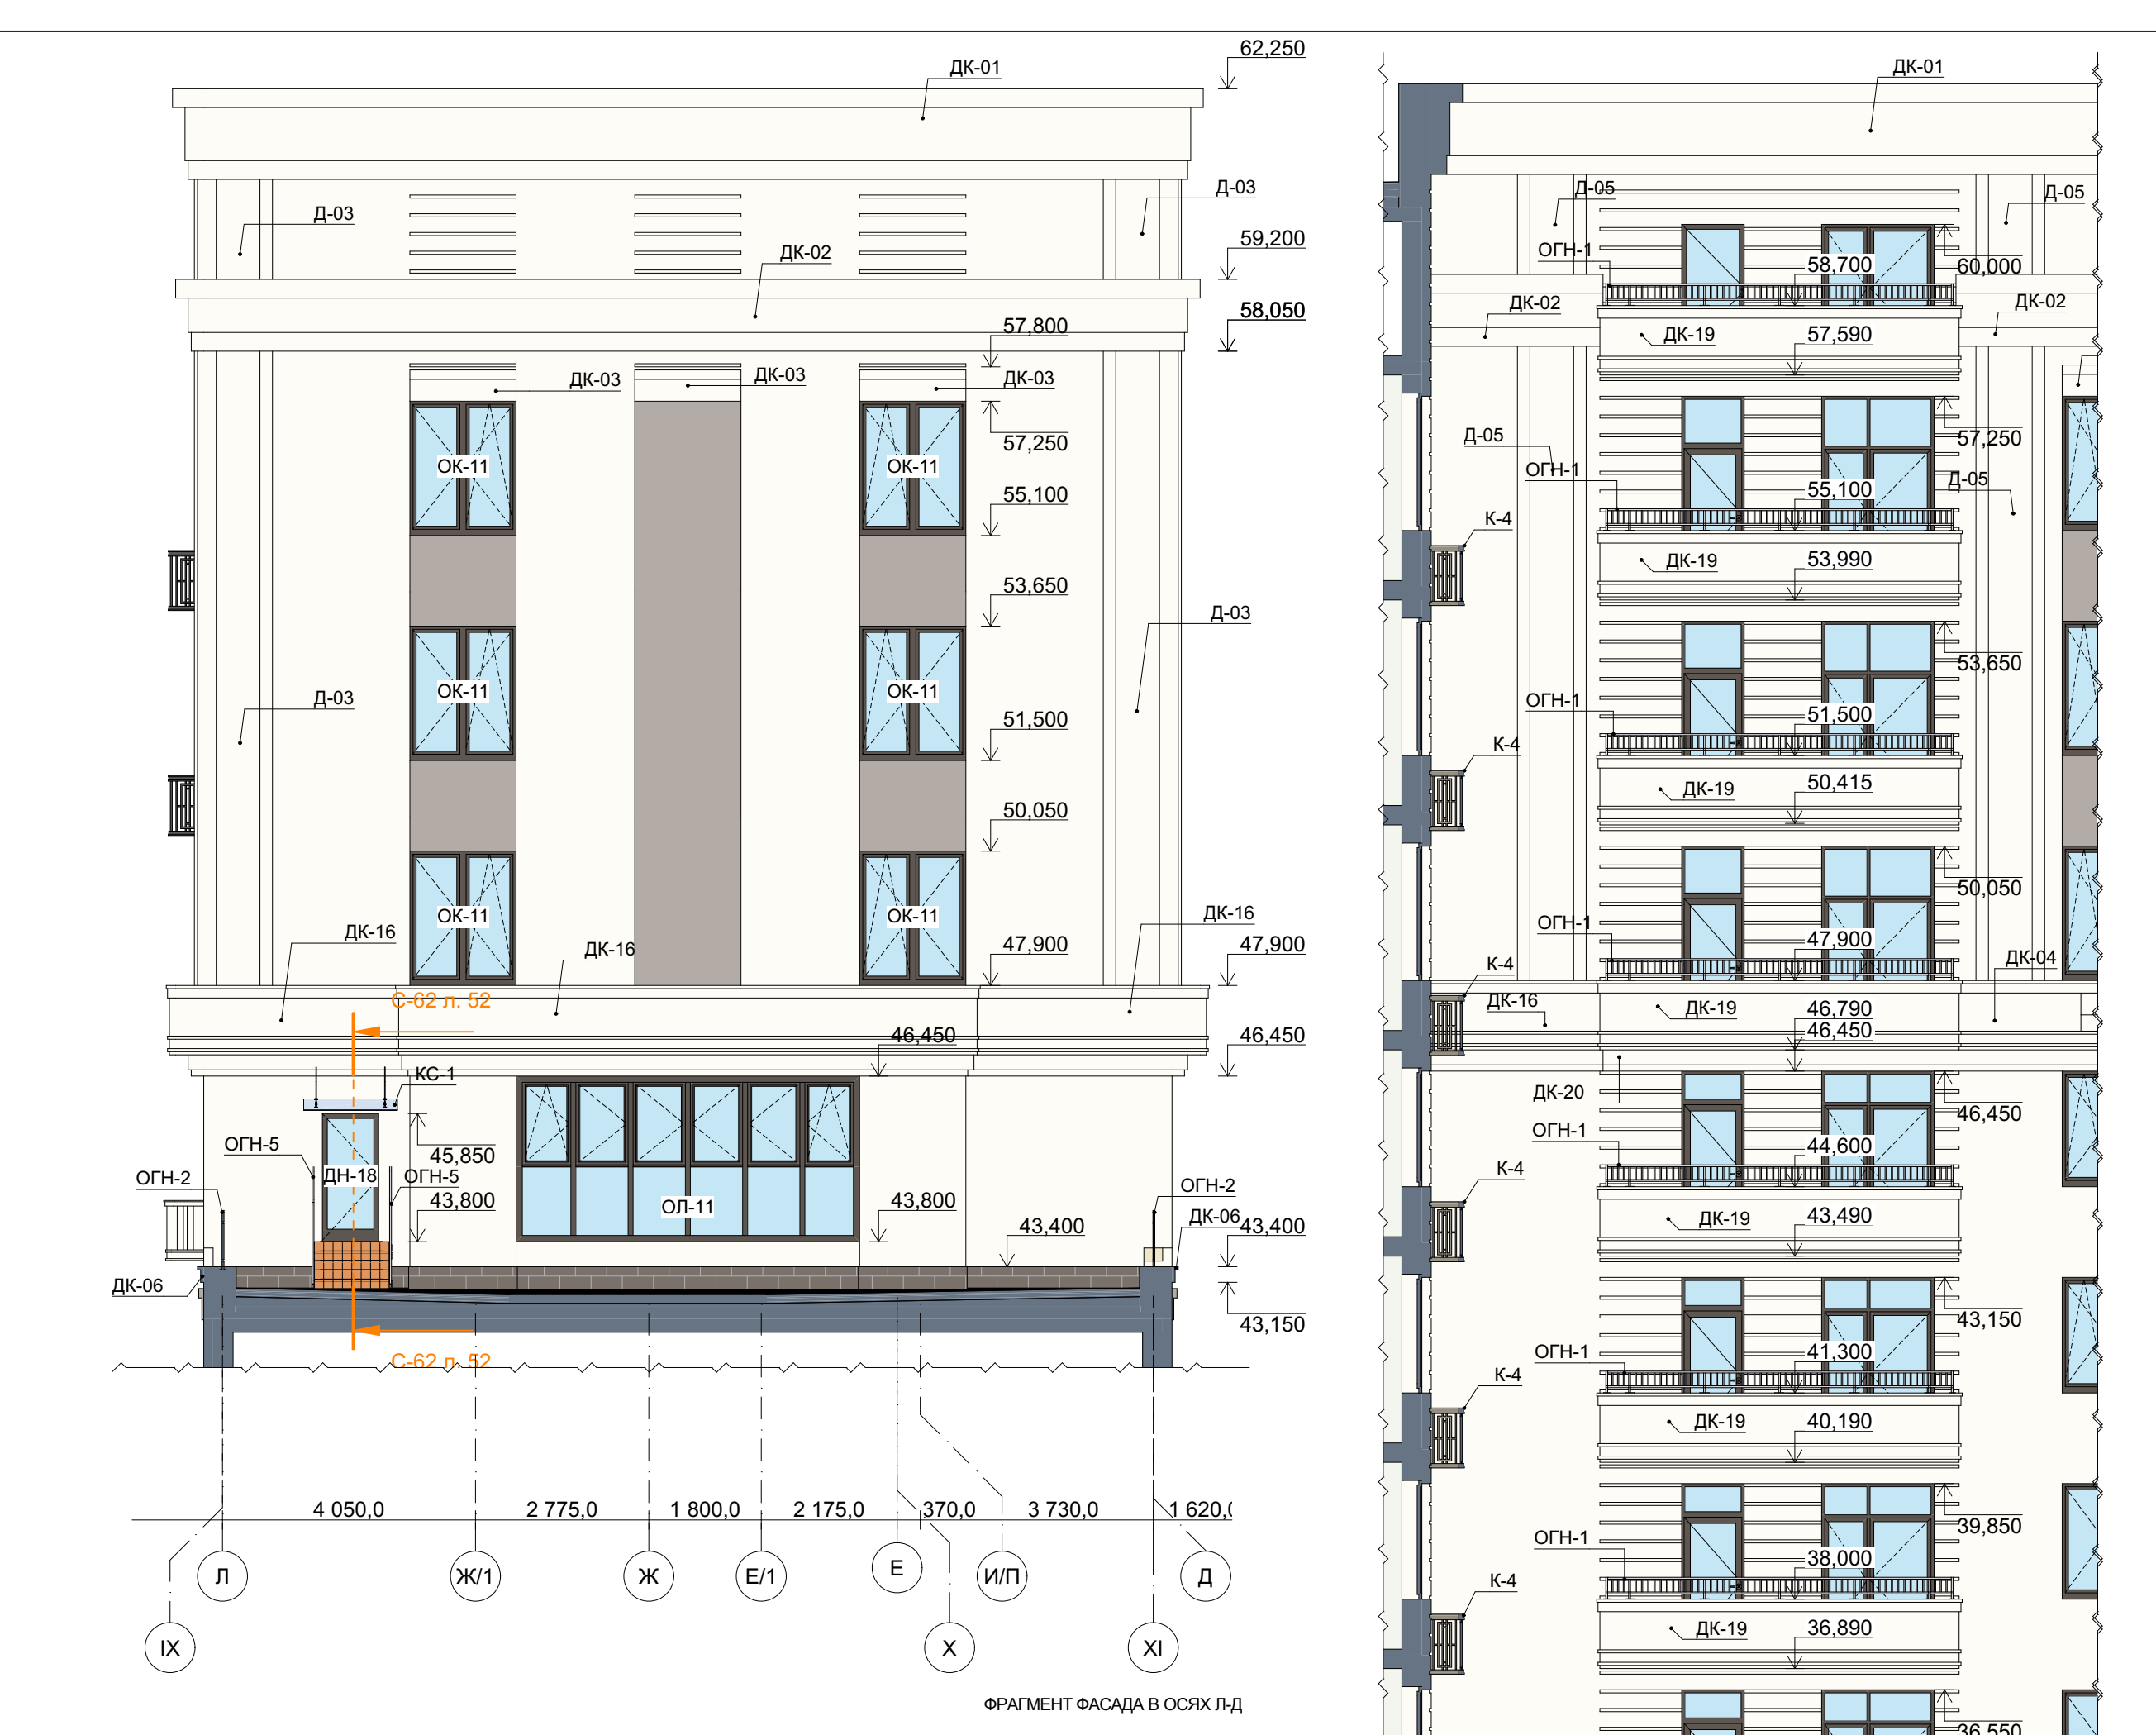 62,250
ДК-01
Д-03
Д-03
59,200
ДК-02
58,050
57,800
ДК-03
ДК-03
ДК-03
57,250
ОК-11
ОК-11
55,100
53,650
Д-03
ОК-11
ОК-11
Д-03
51,500
50,050
ОК-11
ОК-11
ДК-16
ДК-16
ДК-16
47,900
47,900
С-62 л. 52
46,450
46,450
КС-1
ОГН-5
45,850
ДН-18
ОГН-5
ОГН-2
43,800
ОЛ-11
43,800
ОГН-2
ДК-06
43,400
43,400
ДК-06
43,150
С-62 л. 52
4 050,0
2 775,0
1 800,0
2 175,0
370,0
3 730,0
1 620,0
Л
Ж/1
Ж
Е/1
Е
И/П
Д
IX
X
XI
ФРАГМЕНТ ФАСАДА В ОСЯХ Л-Д
ДК-01
Д-05
Д-05
ОГН-1
58,700
60,000
ДК-02
ДК-02
ДК-19
57,590
Д-05
57,250
ОГН-1
55,100
Д-05
К-4
ДК-19
53,990
53,650
ОГН-1
51,500
К-4
ДК-19
50,415
50,050
ОГН-1
47,900
К-4
ДК-04
ДК-16
ДК-19
46,790
46,450
ДК-20
46,450
ОГН-1
44,600
К-4
ДК-19
43,490
43,150
ОГН-1
41,300
К-4
ДК-19
40,190
39,850
ОГН-1
38,000
К-4
ДК-19
36,890
36,550